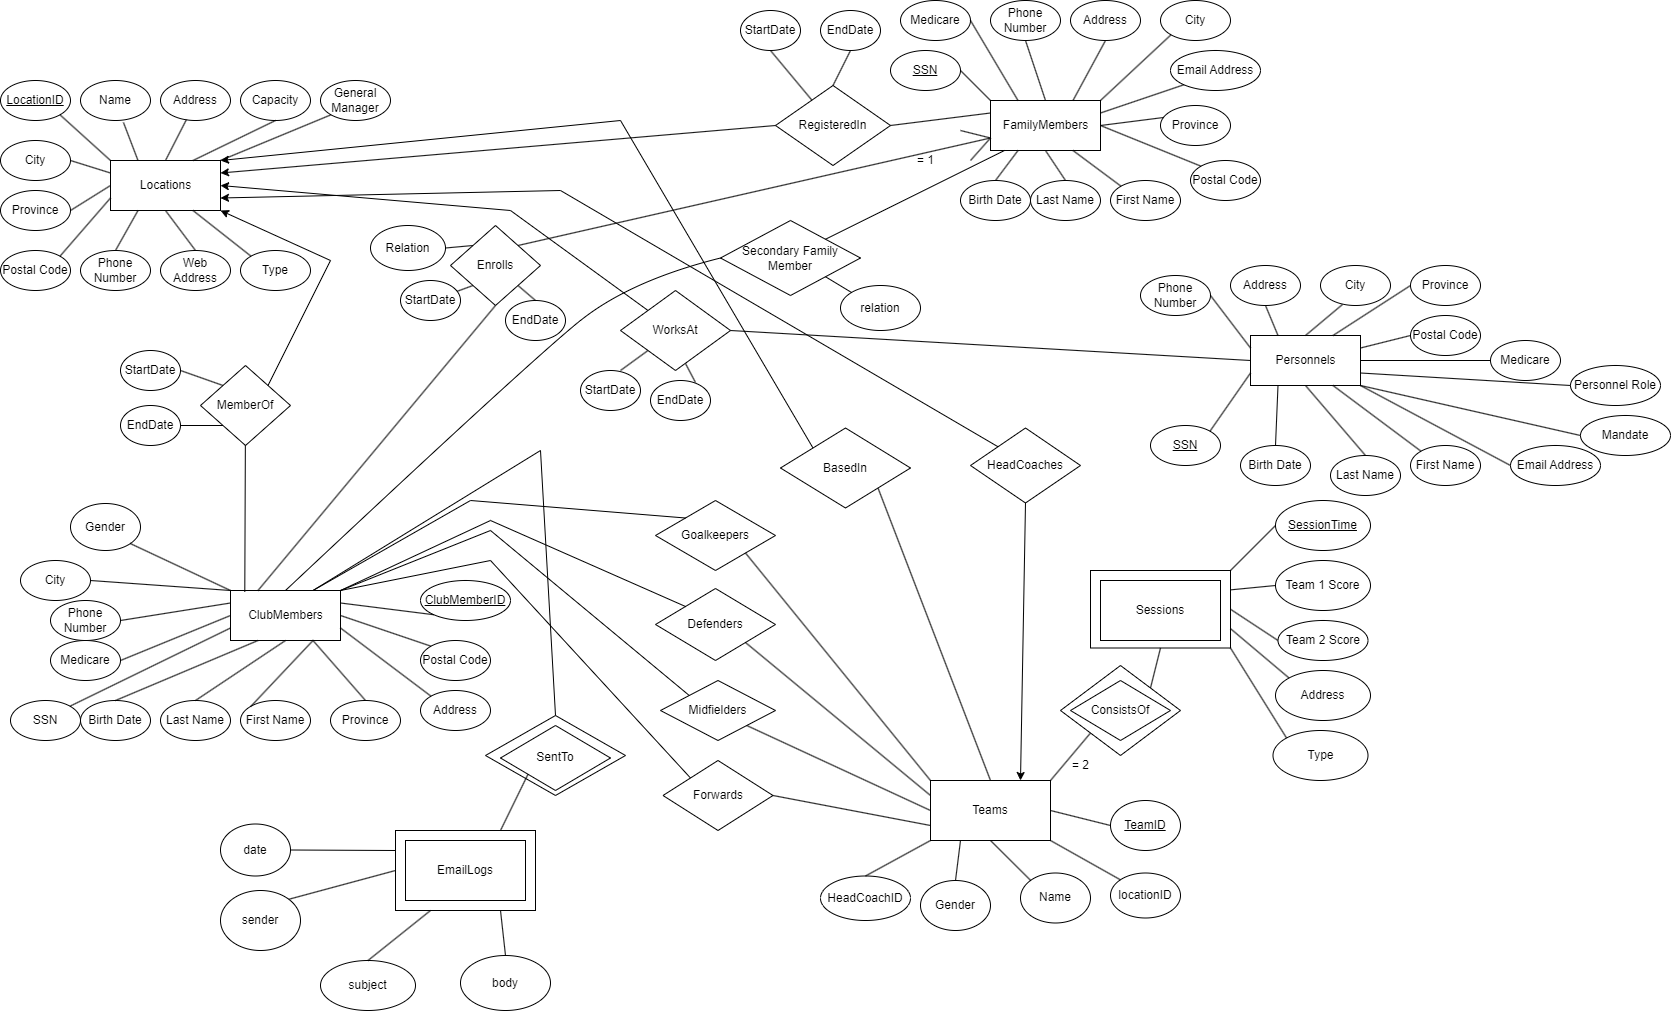 StartDate
EndDate
Medicare
Phone
Number
Address
City
SSN
Email Address
RegisteredIn
FamilyMembers
Province
Postal Code
Birth Date
Last Name
First Name
= 1
LocationID
Name
Address
Capacity
General
Manager
City
Locations
Province
Postal Code
Phone
Number
Web
Address
Type
Relation
Enrolls
StartDate
EndDate
Secondary Family
Member
relation
WorksAt
StartDate
EndDate
Phone
Number
Address
City
Province
Postal Code
Personnels
Medicare
Personnel Role
Mandate
SSN
Birth Date
Last Name
First Name
Email Address
StartDate
MemberOf
EndDate
BasedIn
HeadCoaches
Gender
City
Phone
Number
Medicare
ClubMembers
ClubMemberID
Postal Code
Address
SSN
Birth Date
Last Name
First Name
Province
Goalkeepers
Defenders
Midfielders
Forwards
SessionTime
Team 1 Score
Sessions
Team 2 Score
Address
Type
ConsistsOf
= 2
SentTo
Teams
TeamID
HeadCoachID
Gender
Name
locationID
date
EmailLogs
sender
subject
body